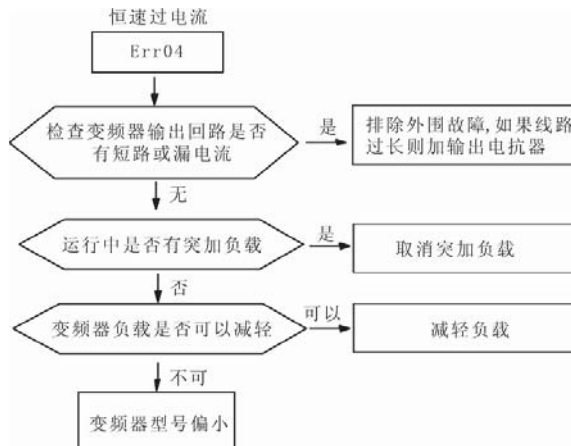 恒速过电流
Err04
检查变频器输出回路是否
有短路或漏电流
是
排除外围故障,如果线路
过长则加输出电抗器
无
运行中是否有突加负载
是
取消突加负载
否
变频器负载是否可以减轻
可以
减轻负载
不可
变频器型号偏小